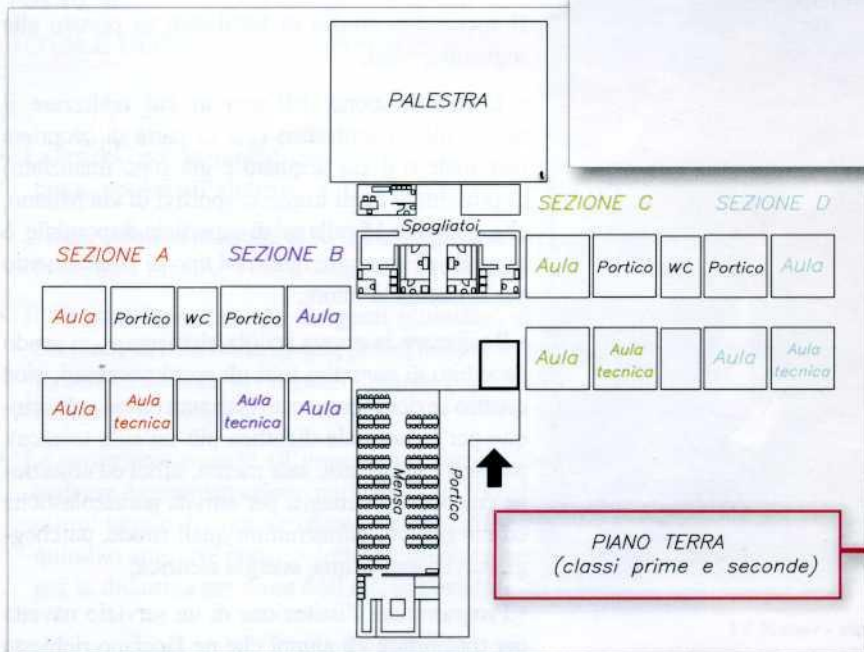 PALESTRA
Spogliatoi
SEZIONE A
SEZIONE B
SEZIONE C
SEZIONE D
Aula
Portico
WC
Portico
Aula
Aula
Aula
tecnica
Aula
tecnica
Aula
Aula
Portico
WC
Portico
Aula
Aula
Aula
tecnica
Aula
Aula
tecnica
Mensa
Portico
PIANO TERRA
(classi prime e seconde)